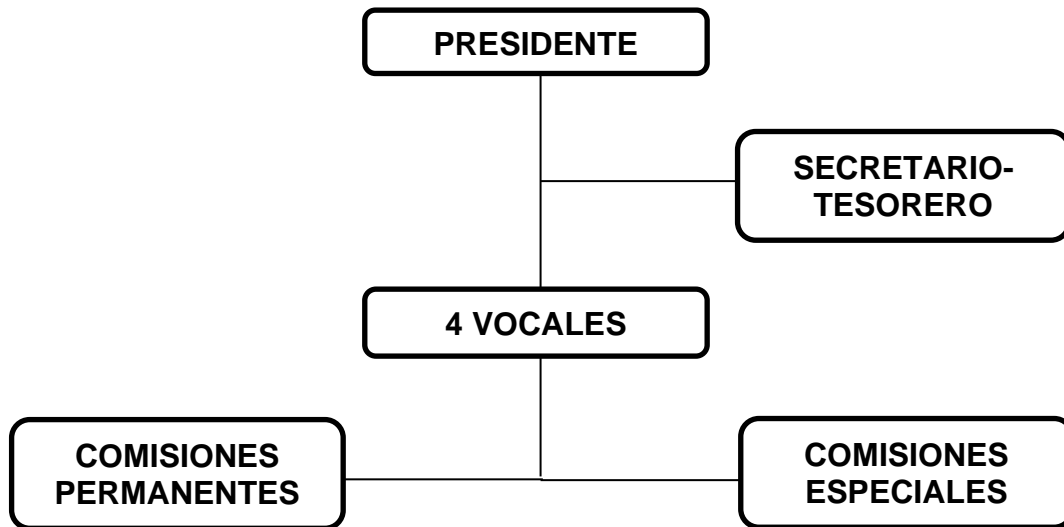 PRESIDENTE
SECRETARIO-
TESORERO
4 VOCALES
COMISIONES
PERMANENTES
COMISIONES
ESPECIALES